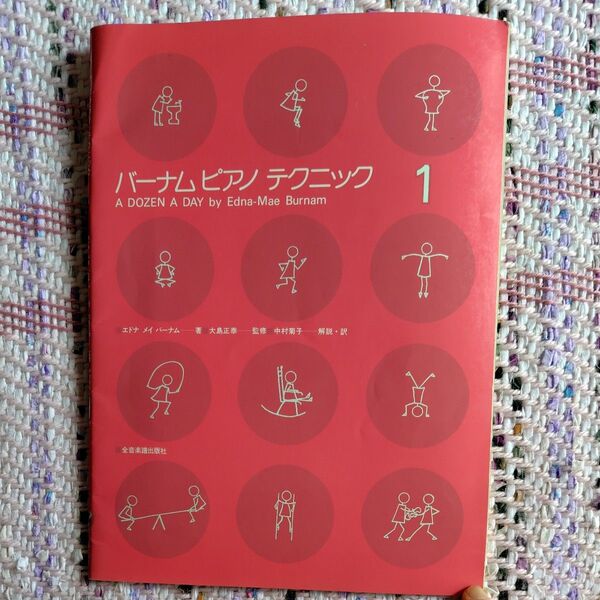 バーナム ピアノ テクニック 1
A DOZEN A DAY by Edna-Mae Burnam
エドナ メイ バーナム──著 大島正泰──監修 中村菊子──解説・訳
全音楽譜出版社